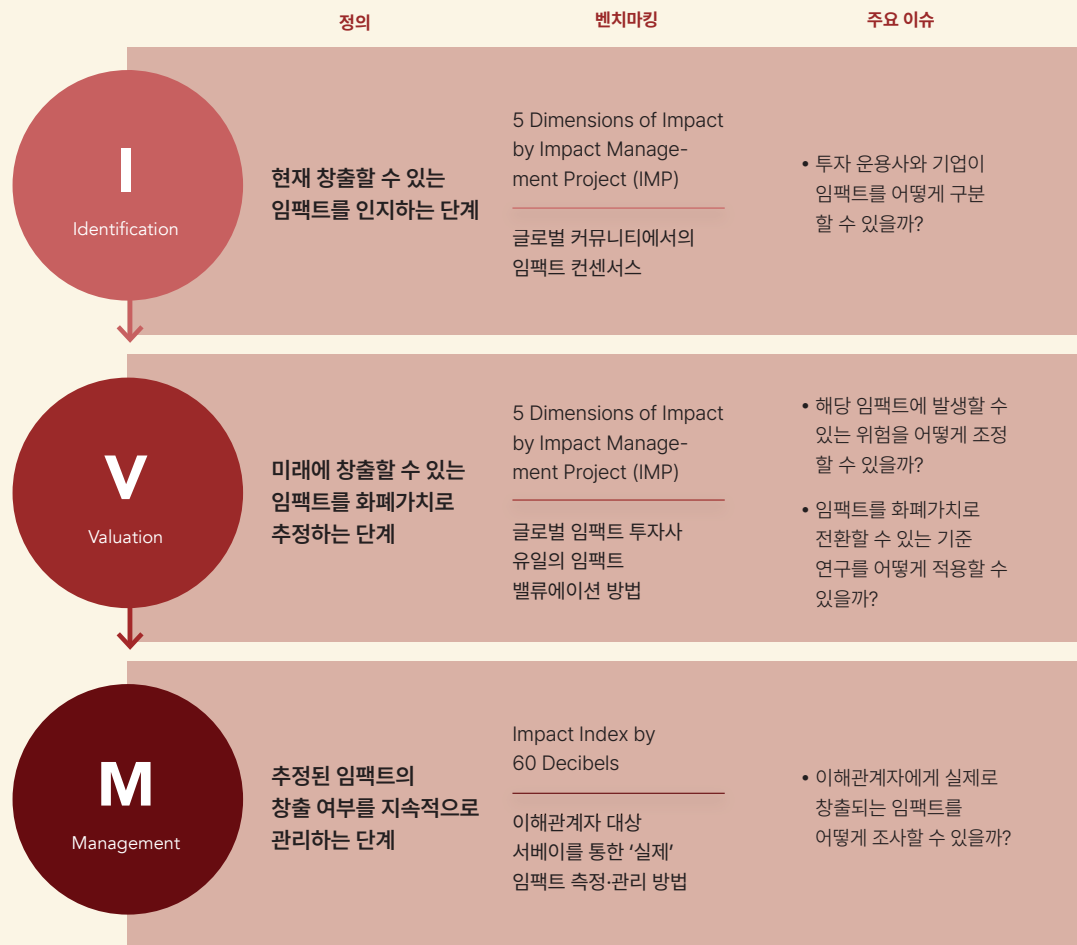 정의
벤치마킹
주요 이슈
I
Identification
현재 창출할 수 있는
임팩트를 인지하는 단계
5 Dimensions of Impact
by Impact Manage-
ment Project (IMP)
글로벌 커뮤니티에서의
임팩트 컨센서스
• 투자 운용사와 기업이
임팩트를 어떻게 구분
할 수 있을까?
V
Valuation
미래에 창출할 수 있는
임팩트를 화폐가치로
추정하는 단계
5 Dimensions of Impact
by Impact Manage-
ment Project (IMP)
글로벌 임팩트 투자사
유일의 임팩트
밸류에이션 방법
• 해당 임팩트에 발생할 수
있는 위험을 어떻게 조정
할 수 있을까?
• 임팩트를 화폐가치로
전환할 수 있는 기준
연구를 어떻게 적용할 수
있을까?
M
Management
추정된 임팩트의
창출 여부를 지속적으로
관리하는 단계
Impact Index by
60 Decibels
이해관계자 대상
서베이를 통한 ‘실제’
임팩트 측정·관리 방법
• 이해관계자에게 실제로
창출되는 임팩트를
어떻게 조사할 수 있을까?